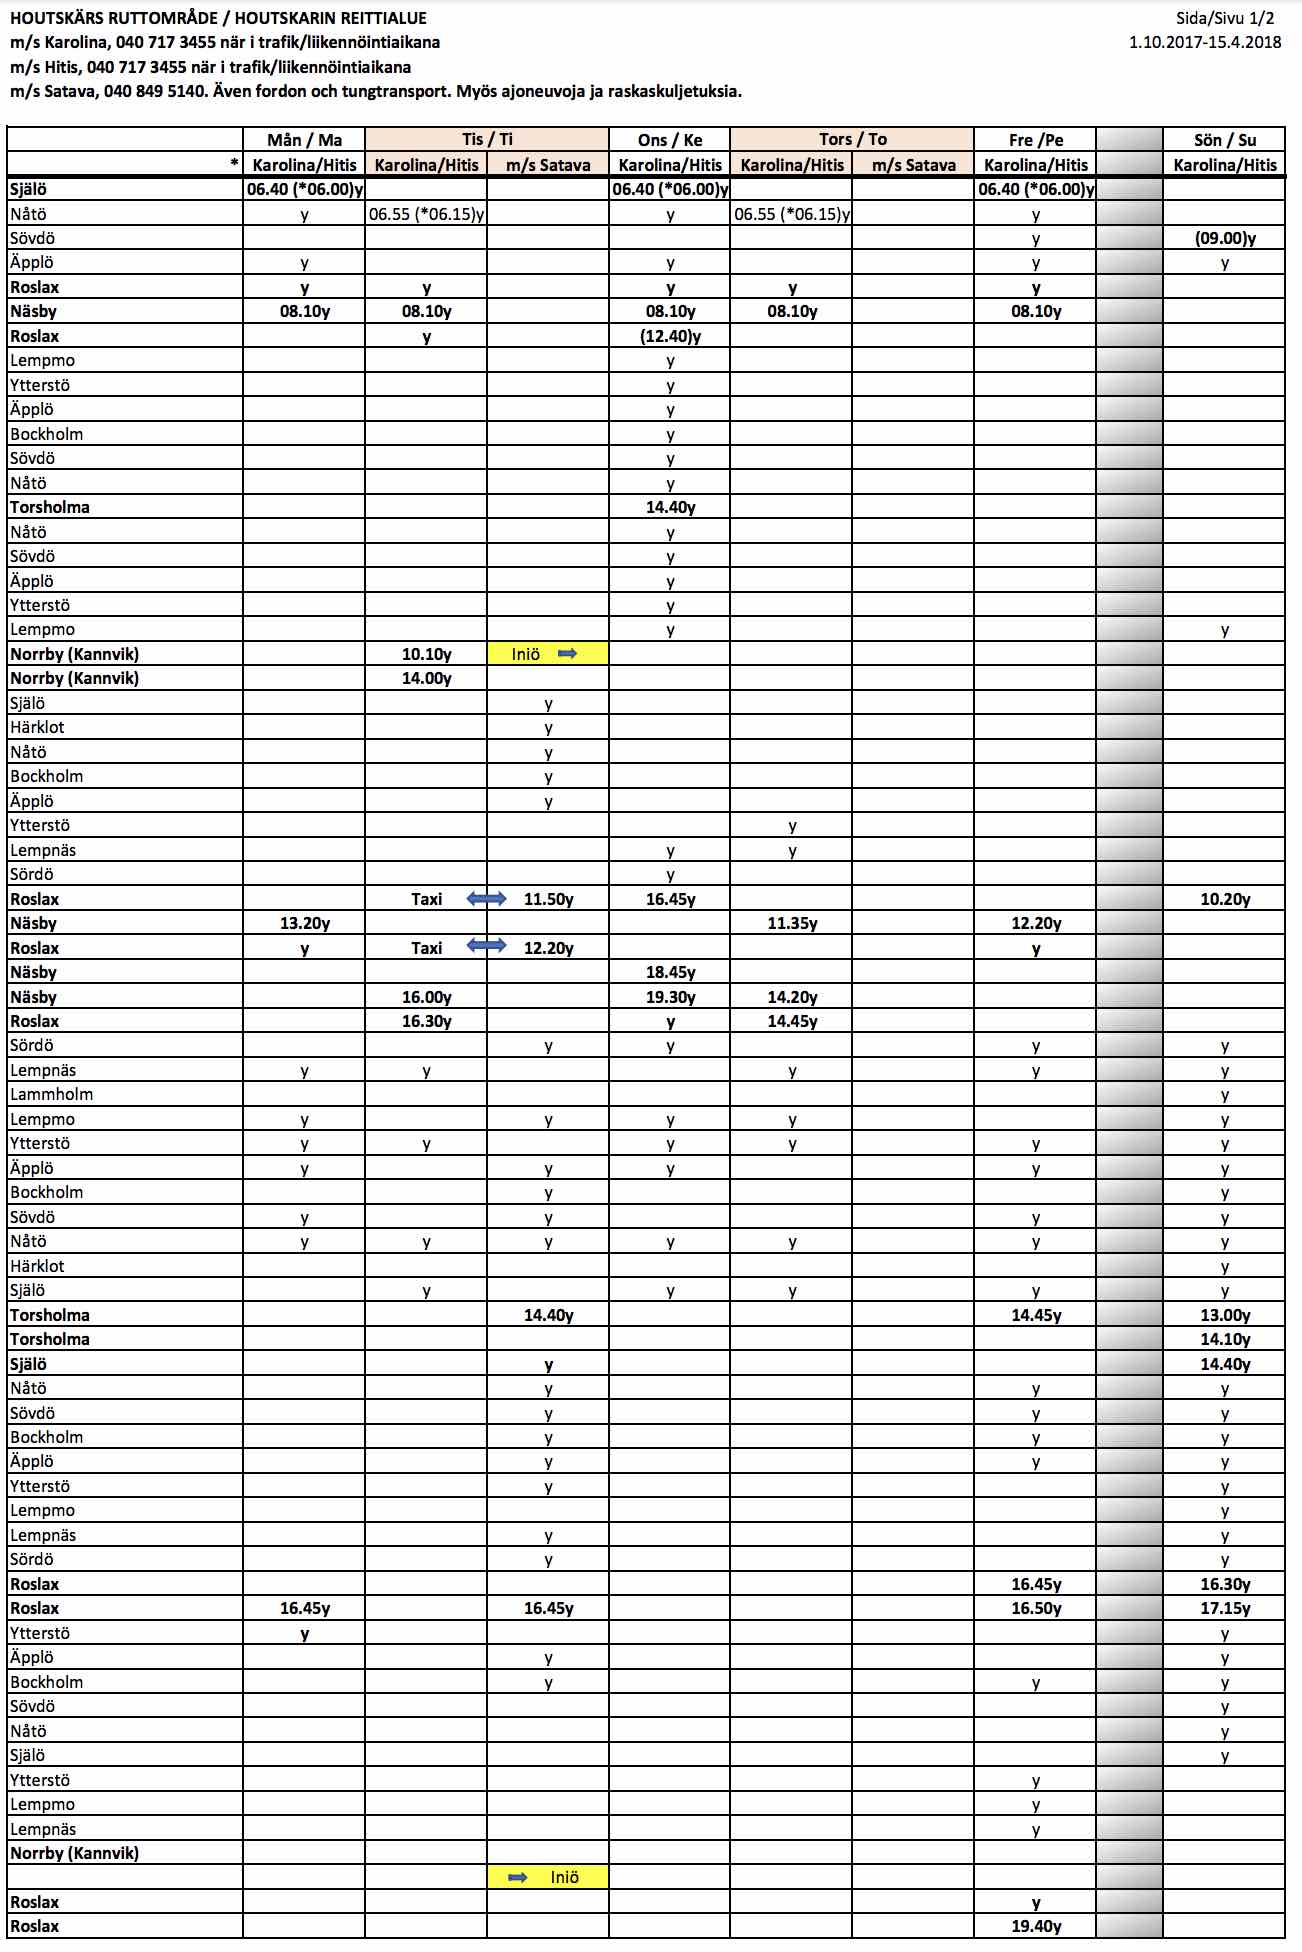 HOUTSKÄRS RUTTOMRÅDE / HOUTSKARIN REITTIALUE Sida/Sivu 1/2
m/s Karolina, 040 717 3455 när i trafik/liikennöintiaikana 1.10.2017-15.4.2018
m/s Hitis, 040 717 3455 när i trafik/liikennöintiaikana
m/s Satava, 040 849 5140. Även fordon och tungtransport. Myös ajoneuvoja ja raskaskuljetuksia.
Mån / Ma Tis / Ti Ons / Ke Tors / To Fre /Pe Sön / Su
* Karolina/Hitis Karolina/Hitis m/s Satava Karolina/Hitis Karolina/Hitis m/s Satava Karolina/Hitis Karolina/Hitis
Själö 06.40 (*06.00)y 06.40 (*06.00)y 06.40 (*06.00)y
Nåtö y 06.55 (*06.15)y y 06.55 (*06.15)y y
Sövdö y (09.00)y
Äpplö y y y y
Roslax y y y y y
Näsby 08.10y 08.10y 08.10y 08.10y 08.10y
Roslax y (12.40)y
Lempmo y
Ytterstö y
Äpplö y
Bockholm y
Sövdö y
Nåtö y
Torsholma 14.40y
Nåtö y
Sövdö y
Äpplö y
Ytterstö y
Lempmo y y
Norrby (Kannvik) 10.10y Iniö
Norrby (Kannvik) 14.00y
Själö y
Härklot y
Nåtö y
Bockholm y
Äpplö y
Ytterstö y
Lempnäs y y
Sördö y
Roslax Taxi 11.50y 16.45y 10.20y
Näsby 13.20y 11.35y 12.20y
Roslax y Taxi 12.20y y
Näsby 18.45y
Näsby 16.00y 19.30y 14.20y
Roslax 16.30y y 14.45y
Sördö y y y y
Lempnäs y y y y y
Lammholm y
Lempmo y y y y y
Ytterstö y y y y y y
Äpplö y y y y y
Bockholm y y
Sövdö y y y y
Nåtö y y y y y y y
Härklot y
Själö y y y y y
Torsholma 14.40y 14.45y 13.00y
Torsholma 14.10y
Själö y 14.40y
Nåtö y y y
Sövdö y y y
Bockholm y y y
Äpplö y y y
Ytterstö y y
Lempmo y
Lempnäs y y
Sördö y y
Roslax 16.45y 16.30y
Roslax 16.45y 16.45y 16.50y 17.15y
Ytterstö y y
Äpplö y y
Bockholm y y y
Sövdö y
Nåtö y
Själö y
Ytterstö y
Lempmo y
Lempnäs y
Norrby (Kannvik)
Iniö
Roslax y
Roslax 19.40y